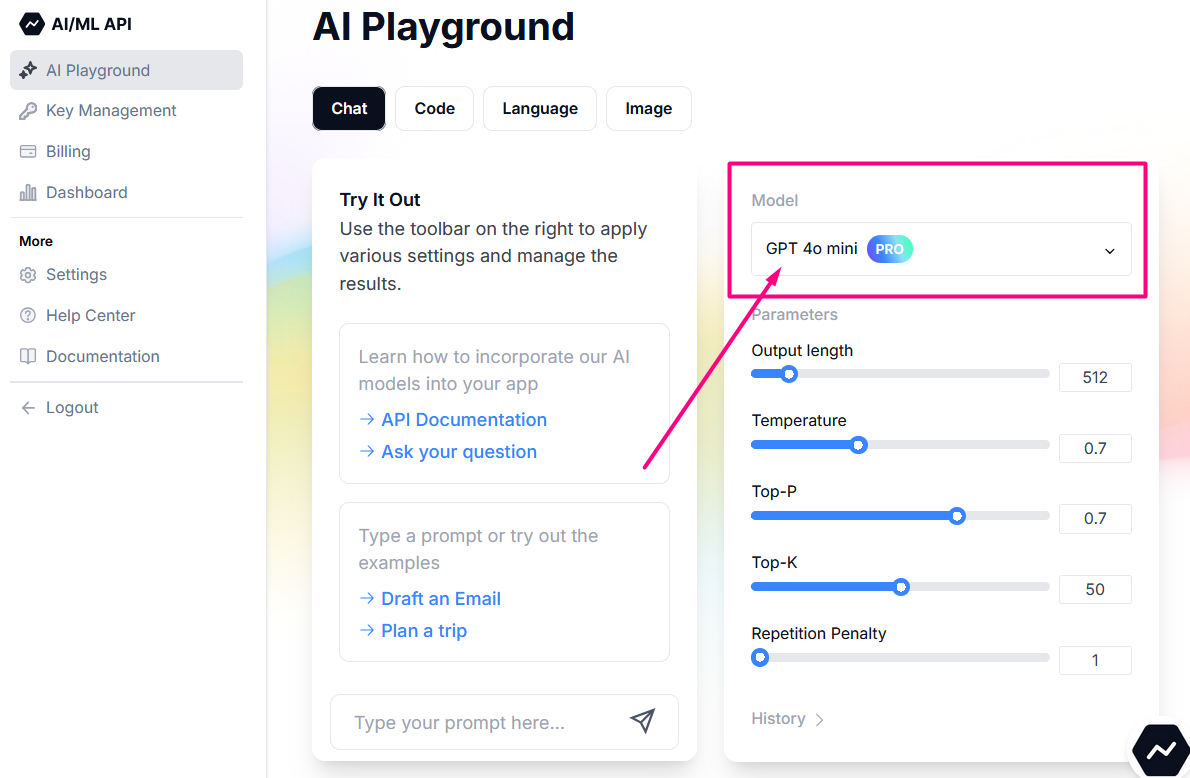 AI/ML API
AI Playground
Key Management
Billing
Dashboard
More
Settings
Help Center
Documentation
Logout
AI Playground
Chat
Code
Language
Image
Try It Out
Use the toolbar on the right to apply
various settings and manage the
results.
Learn how to incorporate our AI
models into your app
→ API Documentation
→ Ask your question
Type a prompt or try out the
examples
→ Draft an Email
→ Plan a trip
Type your prompt here...
Model
GPT 4o mini PRO
Parameters
Output length
512
Temperature
0.7
Top-P
0.7
Top-K
50
Repetition Penalty
1
History